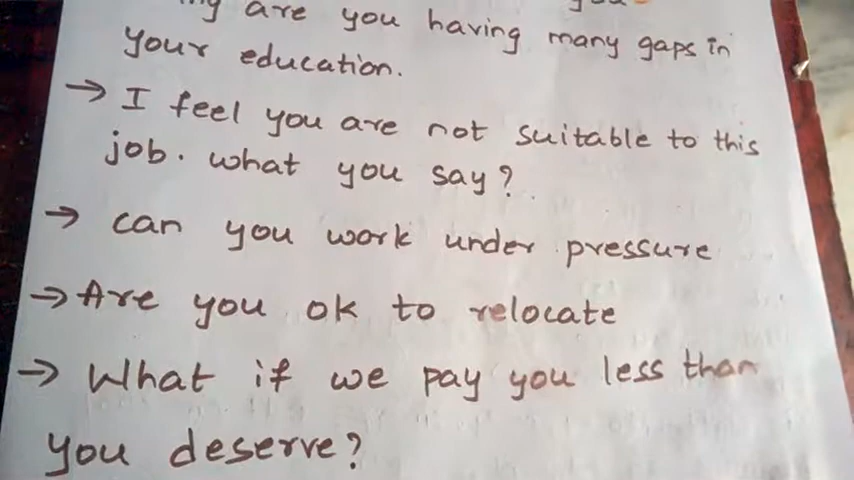 are you having many gaps in
your education.
→ I feel you are not suitable to this
job. what you say?
→ can you work under pressure
→ Are you ok to relocate
→ What if we pay you less than
you deserve?